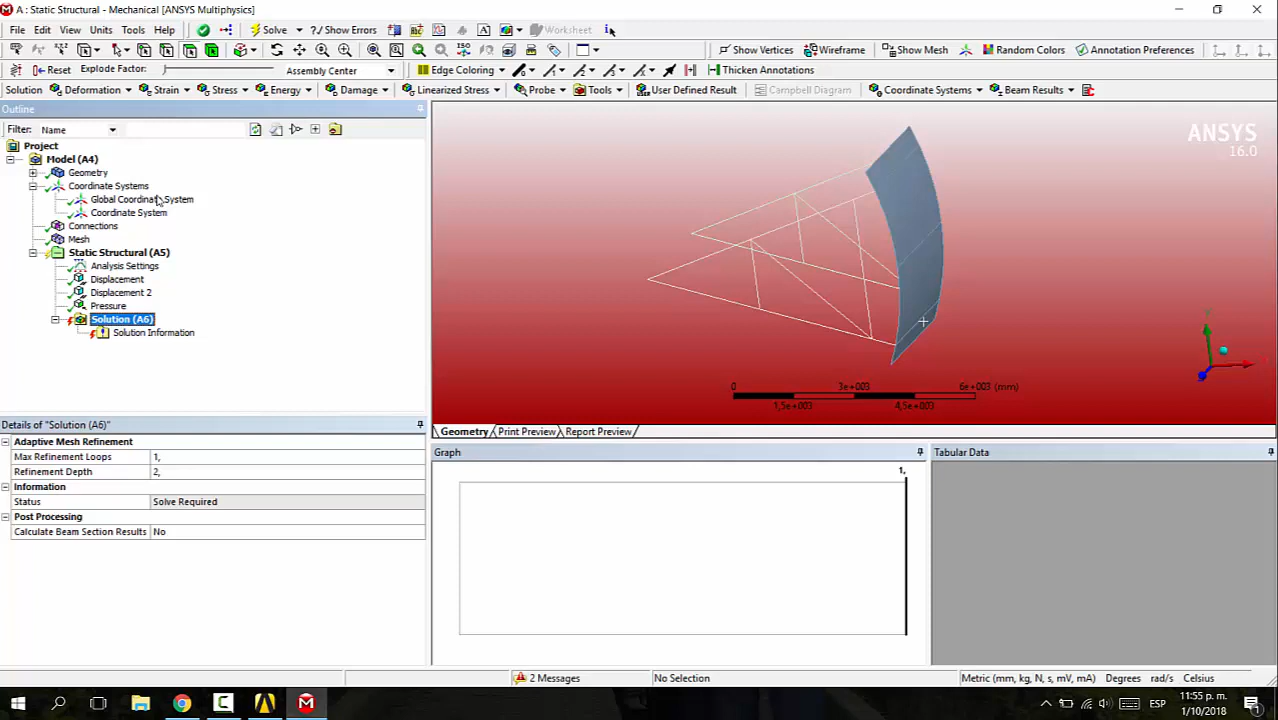 A : Static Structural - Mechanical [ANSYS Multiphysics]
File Edit View Units Tools Help Solve ?/ Show Errors Worksheet
Show Vertices Wireframe Show Mesh Random Colors Annotation Preferences
Reset Explode Factor: Assembly Center Edge Coloring Thicken Annotations
Solution Deformation Strain Stress Energy Damage Linearized Stress Probe Tools User Defined Result Campbell Diagram Coordinate Systems Beam Results
Outline
Filter: Name
Project
Model (A4)
Geometry
Coordinate Systems
Global Coordinate System
Coordinate System
Connections
Mesh
Static Structural (A5)
Analysis Settings
Displacement
Displacement 2
Pressure
Solution (A6)
Solution Information
ANSYS
16.0
0 3e+003 6e+003 (mm)
1,5e+003 4,5e+003
Details of "Solution (A6)"
Adaptive Mesh Refinement
Max Refinement Loops 1,
Refinement Depth 2,
Information
Status Solve Required
Post Processing
Calculate Beam Section Results No
Geometry Print Preview Report Preview
Graph
1,
Tabular Data
2 Messages No Selection Metric (mm, kg, N, s, mV, mA) Degrees rad/s Celsius
ESP
11:55 p. m.
1/10/2018